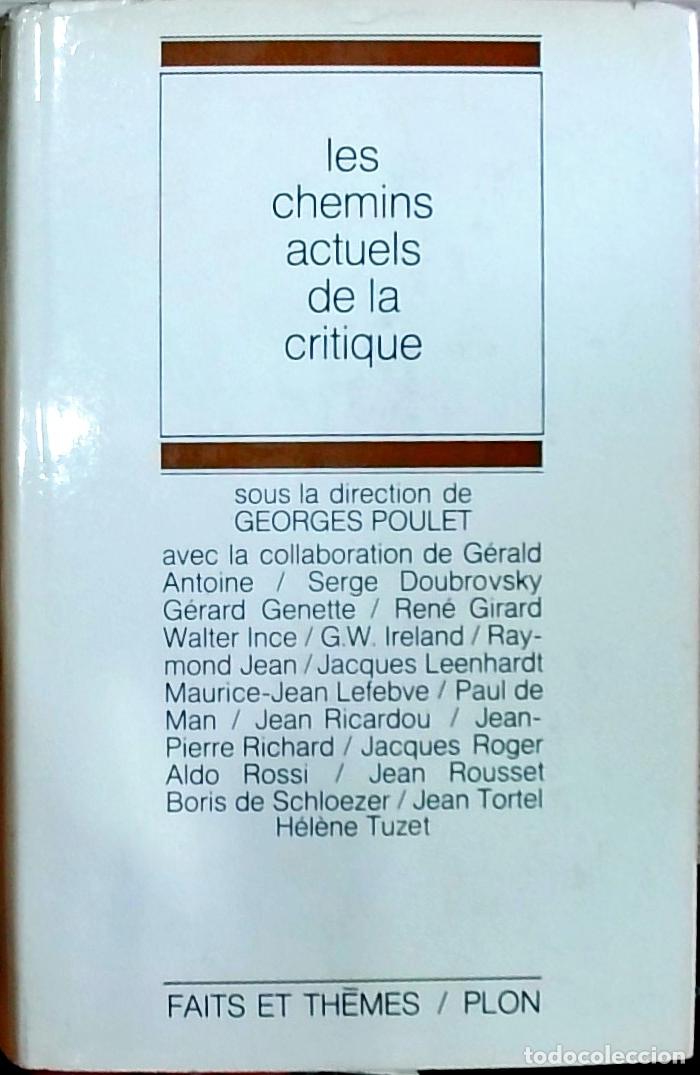 les
chemins
actuels
de la
critique
sous la direction de
GEORGES POULET
avec la collaboration de Gérald
Antoine / Serge Doubrovsky
Gérard Genette / René Girard
Walter Ince / G.W. Ireland / Ray-
mond Jean / Jacques Leenhardt
Maurice-Jean Lefebve / Paul de
Man / Jean Ricardou / Jean-
Pierre Richard / Jacques Roger
Aldo Rossi / Jean Rousset
Boris de Schloezer / Jean Tortel
Hélène Tuzet
FAITS ET THÈMES / PLON
todocoleccion